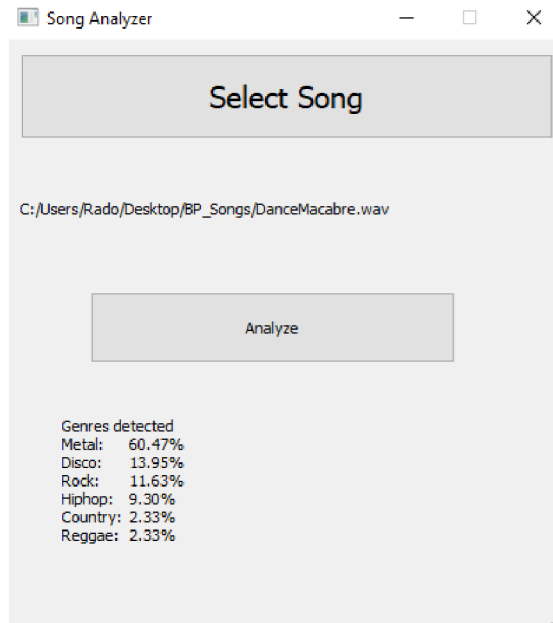 Song Analyzer
Select Song
C:/Users/Rado/Desktop/BP_Songs/DanceMacabre.wav
Analyze
Genres detected
Metal: 60.47%
Disco: 13.95%
Rock: 11.63%
Hiphop: 9.30%
Country: 2.33%
Reggae: 2.33%